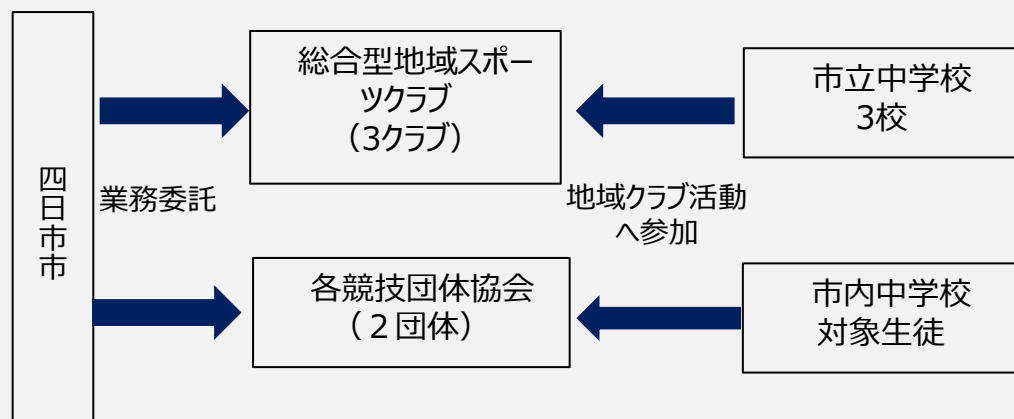 四日市市
業務委託
総合型地域スポー
ツクラブ
（3クラブ）
各競技団体協会
（２団体）
地域クラブ活動
へ参加
市立中学校
3校
市内中学校
対象生徒